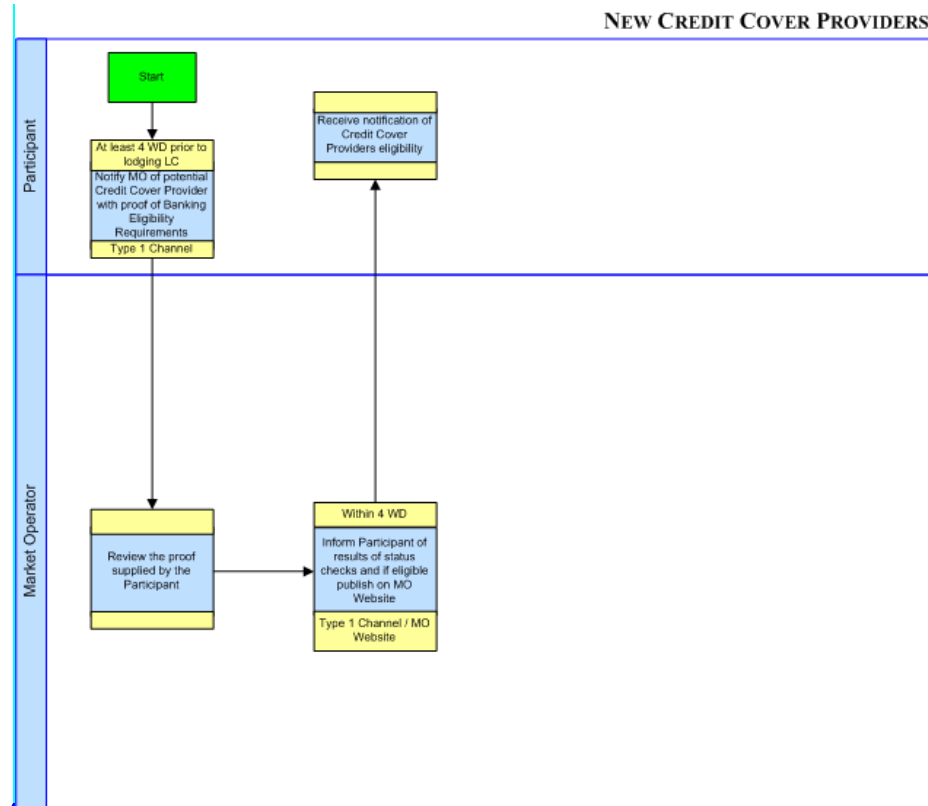 NEW CREDIT COVER PROVIDERS
Participant
Start
At least 4 WD prior to
lodging LC
Notify MO of potential
Credit Cover Provider
with proof of Banking
Eligibility
Requirements
Type 1 Channel
Receive notification of
Credit Cover
Providers eligibility
Market Operator
Review the proof
supplied by the
Participant
Within 4 WD
Inform Participant of
results of status
checks and if eligible
publish on MO
Website
Type 1 Channel / MO
Website